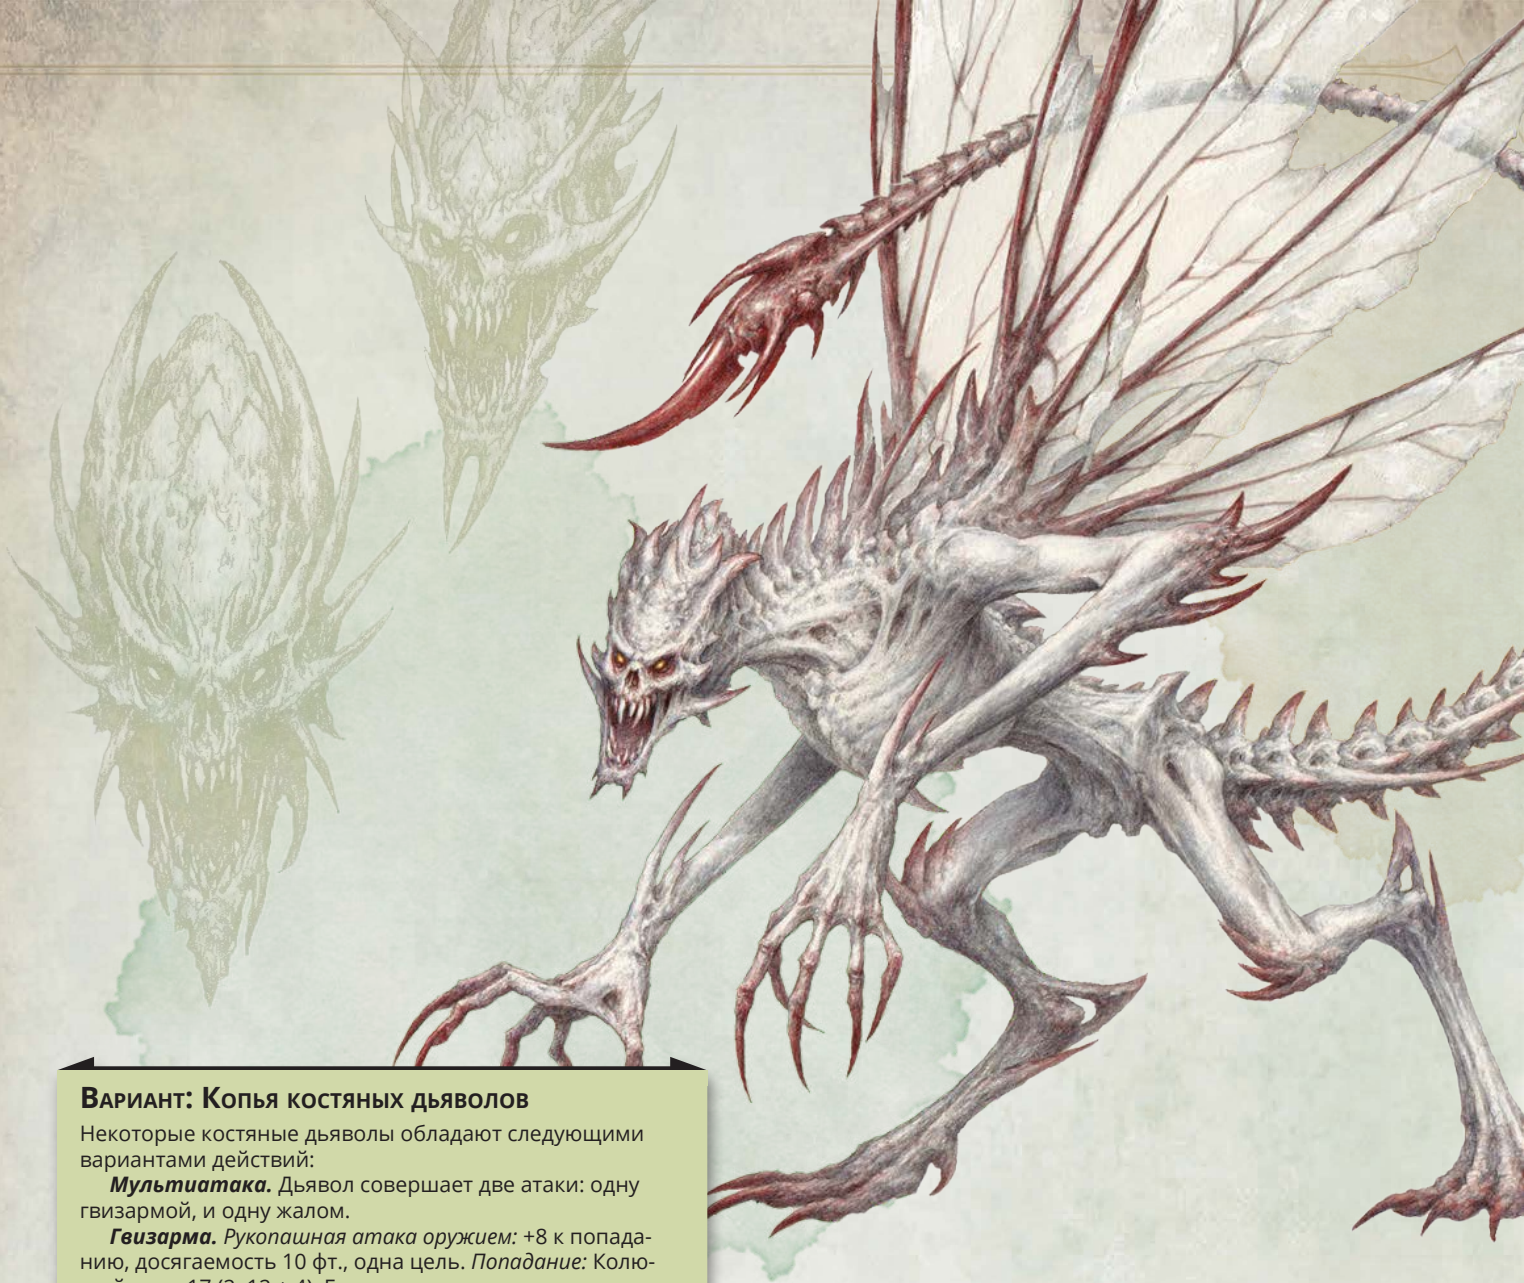 Вариант: Копья костяных дьяволов
Некоторые костяные дьяволы обладают следующими
вариантами действий:
Мультиатака. Дьявол совершает две атаки: одну
гвизармой, и одну жалом.
Гвизарма. Рукопашная атака оружием: +8 к попада-
нию, досягаемость 10 фт., одна цель. Попадание: Колю-